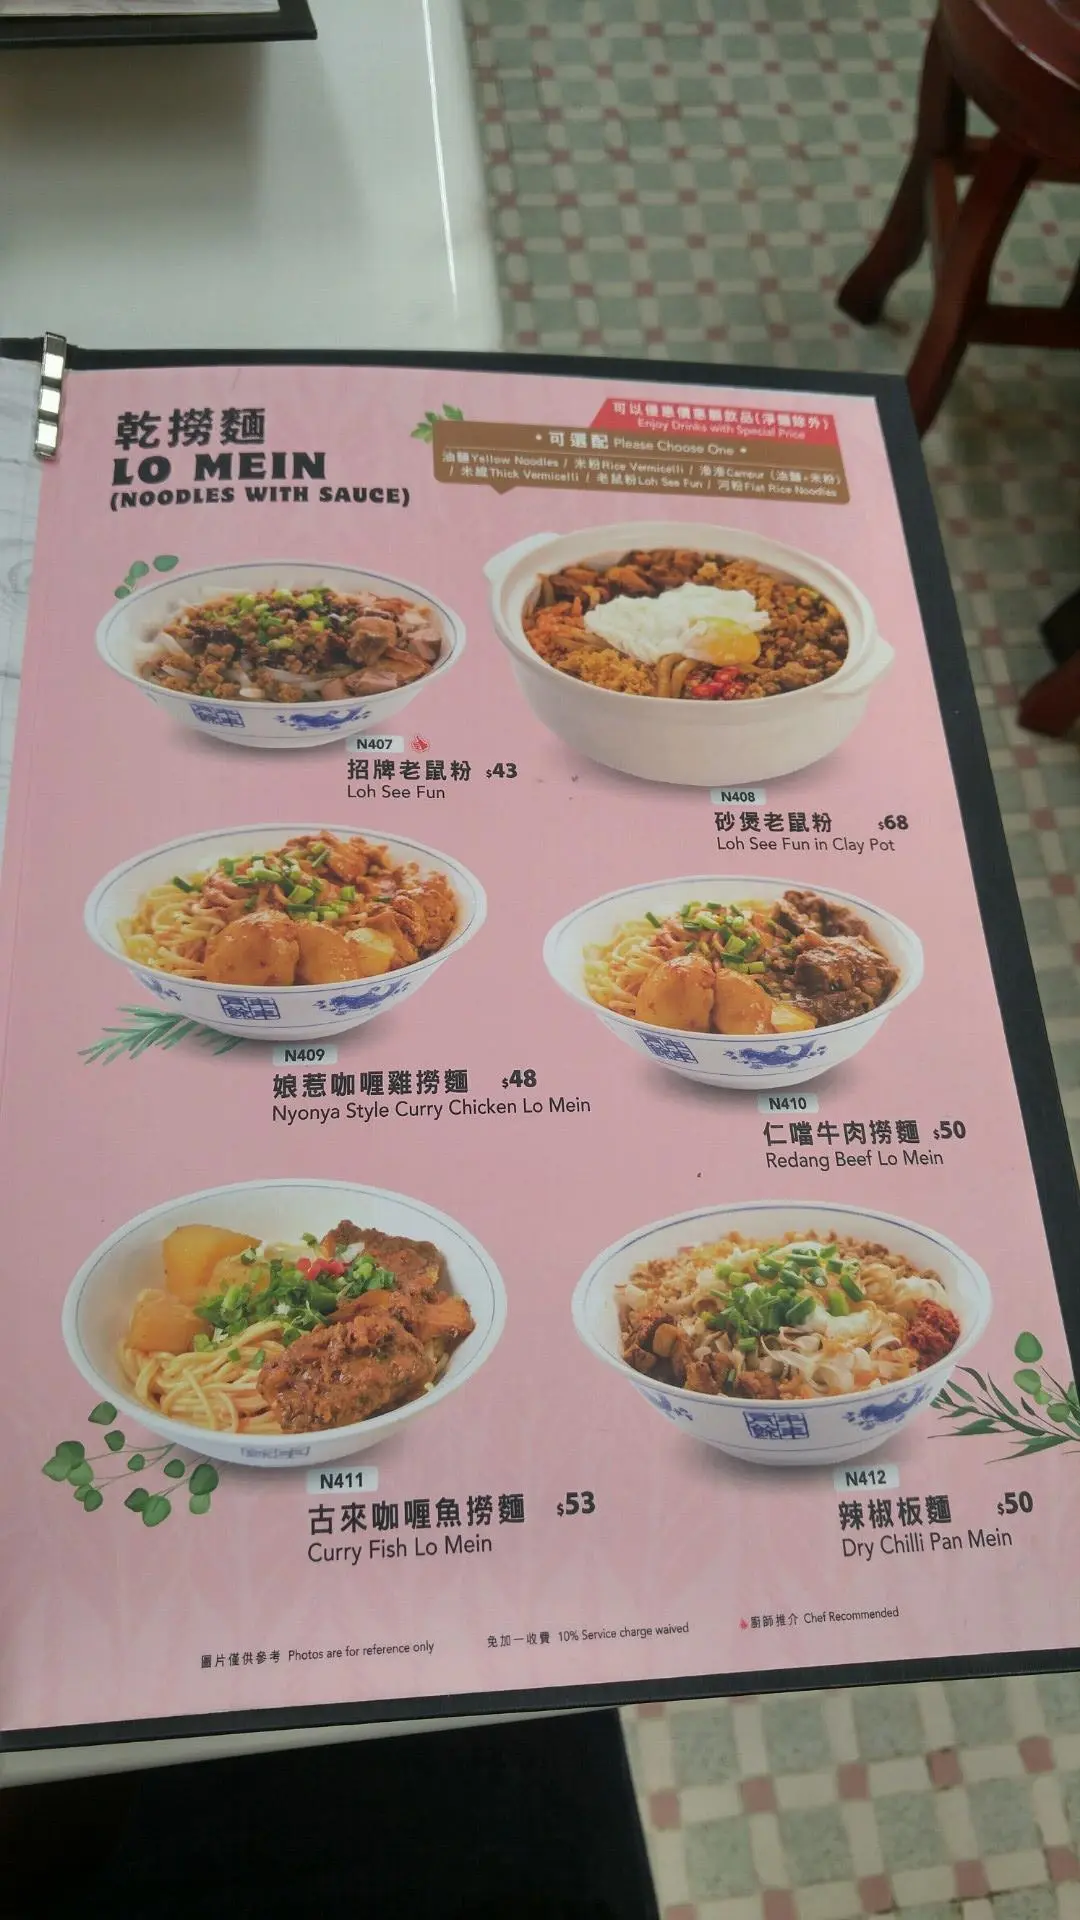 乾撈麵
LO MEIN
(NOODLES WITH SAUCE)
可以優惠價惠顧飲品(淨飲除外)
Enjoy Drinks with Special Price
• 可選配 Please Choose One •
油麵Yellow Noodles / 米粉Rice Vermicelli / 滲滲Campur (油麵+米粉)
/ 米線Thick Vermicelli / 老鼠粉Loh See Fun / 河粉Flat Rice Noodles
N407
招牌老鼠粉 $43
Loh See Fun
N408
砂煲老鼠粉 $68
Loh See Fun in Clay Pot
N409
娘惹咖喱雞撈麵 $48
Nyonya Style Curry Chicken Lo Mein
N410
仁噹牛肉撈麵 $50
Redang Beef Lo Mein
N411
古來咖喱魚撈麵 $53
Curry Fish Lo Mein
N412
辣椒板麵 $50
Dry Chilli Pan Mein
圖片僅供參考 Photos are for reference only
免加一收費 10% Service charge waived
廚師推介 Chef Recommended